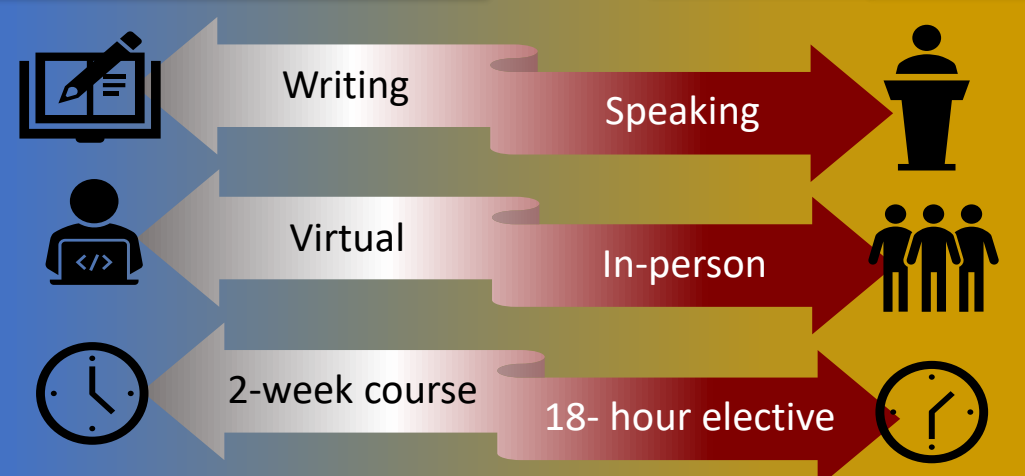 Writing
Speaking
Virtual
In-person
2-week course
18- hour elective
</>